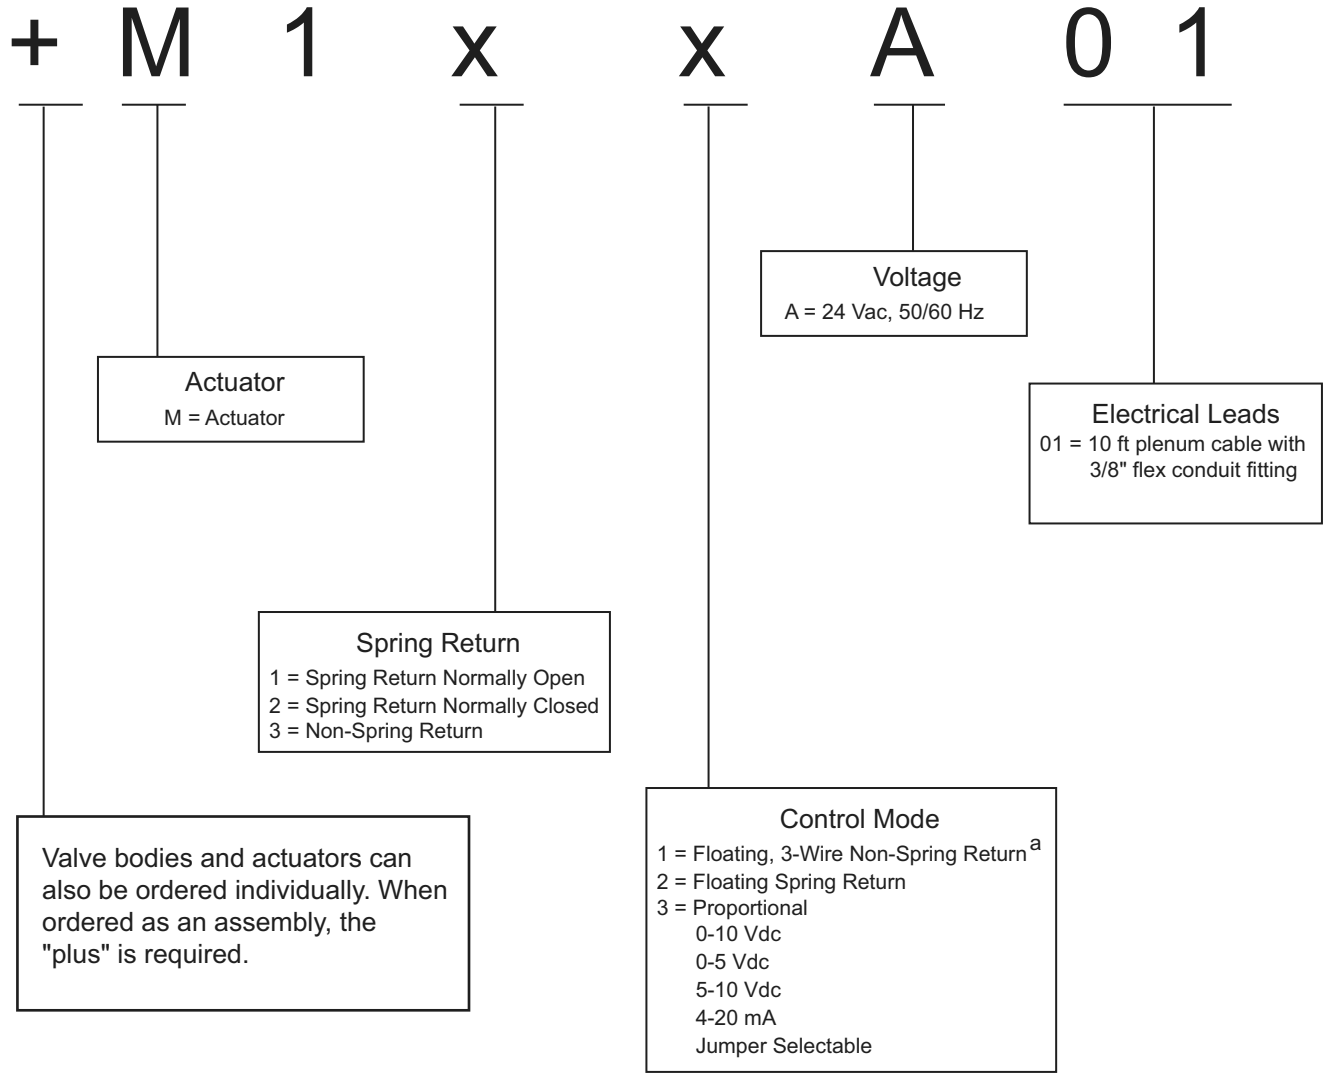 + M 1 x x A 0 1
Voltage
A = 24 Vac, 50/60 Hz
Actuator
M = Actuator
Electrical Leads
01 = 10 ft plenum cable with
3/8" flex conduit fitting
Spring Return
1 = Spring Return Normally Open
2 = Spring Return Normally Closed
3 = Non-Spring Return
Valve bodies and actuators can
also be ordered individually. When
ordered as an assembly, the
"plus" is required.
Control Mode
1 = Floating, 3-Wire Non-Spring Return a
2 = Floating Spring Return
3 = Proportional
0-10 Vdc
0-5 Vdc
5-10 Vdc
4-20 mA
Jumper Selectable